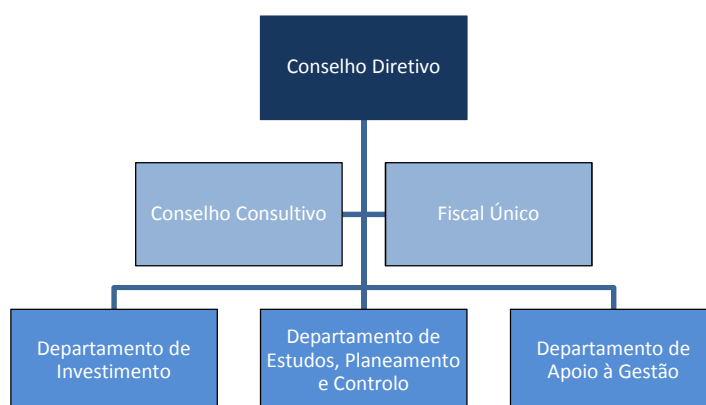 Conselho Diretivo
Conselho Consultivo
Fiscal Único
Departamento de
Investimento
Departamento de
Estudos, Planeamento
e Controlo
Departamento de
Apoio à Gestão